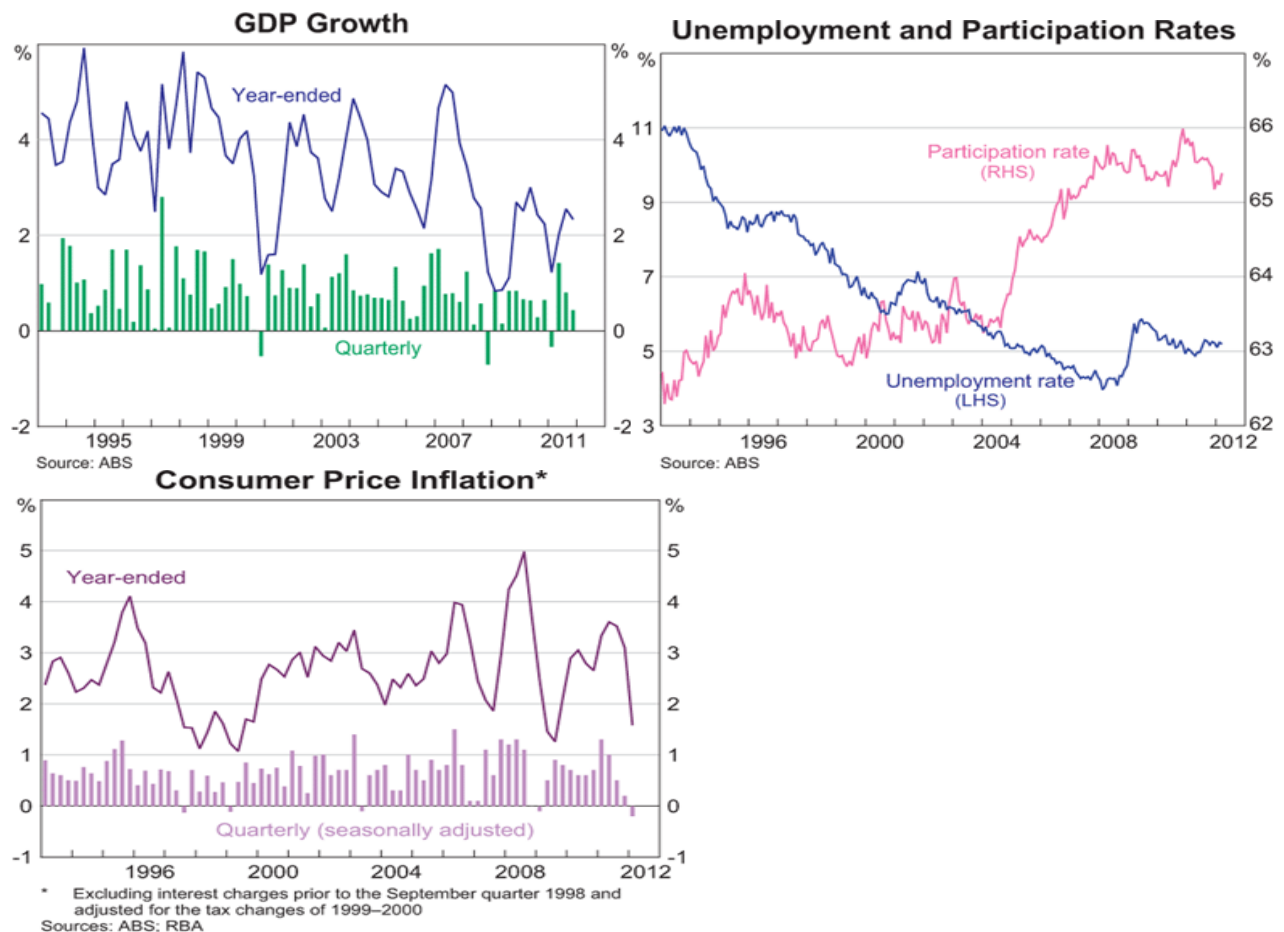 GDP Growth
% %
Year-ended
4 4
2 2
0 0
Quarterly
-2 -2
1995 1999 2003 2007 2011
Source: ABS
Unemployment and Participation Rates
% %
11 66
Participation rate
(RHS)
9 65
7 64
5 63
Unemployment rate
(LHS)
3 62
1996 2000 2004 2008 2012
Source: ABS
Consumer Price Inflation*
% %
5 5
Year-ended
4 4
3 3
2 2
1 1
0 0
Quarterly (seasonally adjusted)
-1 -1
1996 2000 2004 2008 2012
* Excluding interest charges prior to the September quarter 1998 and
adjusted for the tax changes of 1999–2000
Sources: ABS; RBA